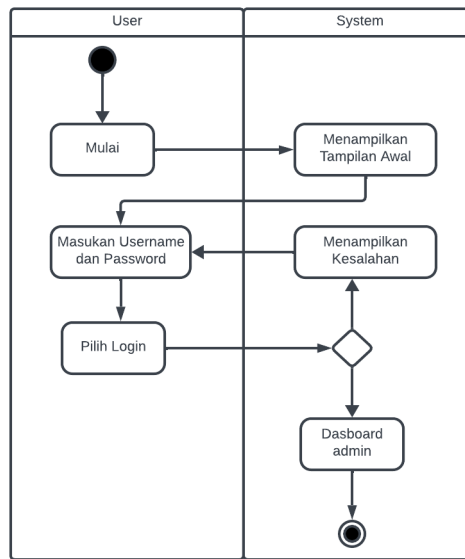 User
System
Mulai
Menampilkan
Tampilan Awal
Masukan Username
dan Password
Menampilkan
Kesalahan
Pilih Login
Dasboard
admin